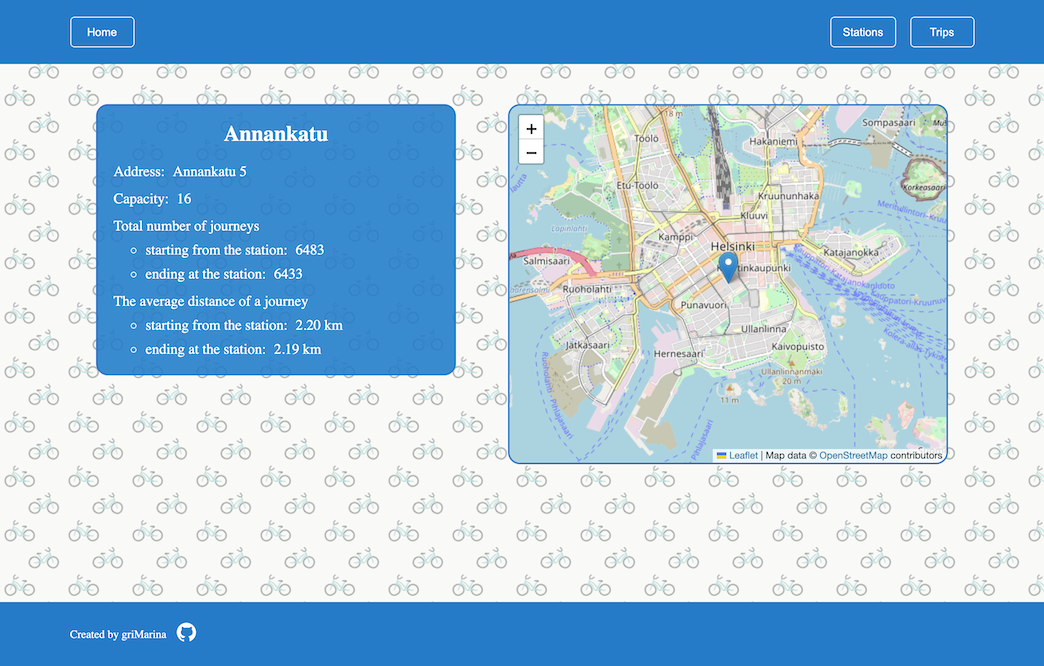 Home
Stations
Trips
Annankatu
Address: Annankatu 5
Capacity: 16
Total number of journeys
starting from the station: 6483
ending at the station: 6433
The average distance of a journey
starting from the station: 2.20 km
ending at the station: 2.19 km
+
−
18 m
Sompasaari
Töölö
Hakaniemi
Etu-Töölö
Korkeasaari
Kruununhaka
Kluuvi
Lapinlahti
Kamppi
Helsinki
Katajanokka
Salmisaari
Ruoholahti
Punavuori
Ullanlinna
Jätkäsaari
Hernesaari
Kaivopuisto
Ullanlinnanmäki
20 m
11 m
Pihlajasaari
Leaflet | Map data © OpenStreetMap contributors
Created by griMarina